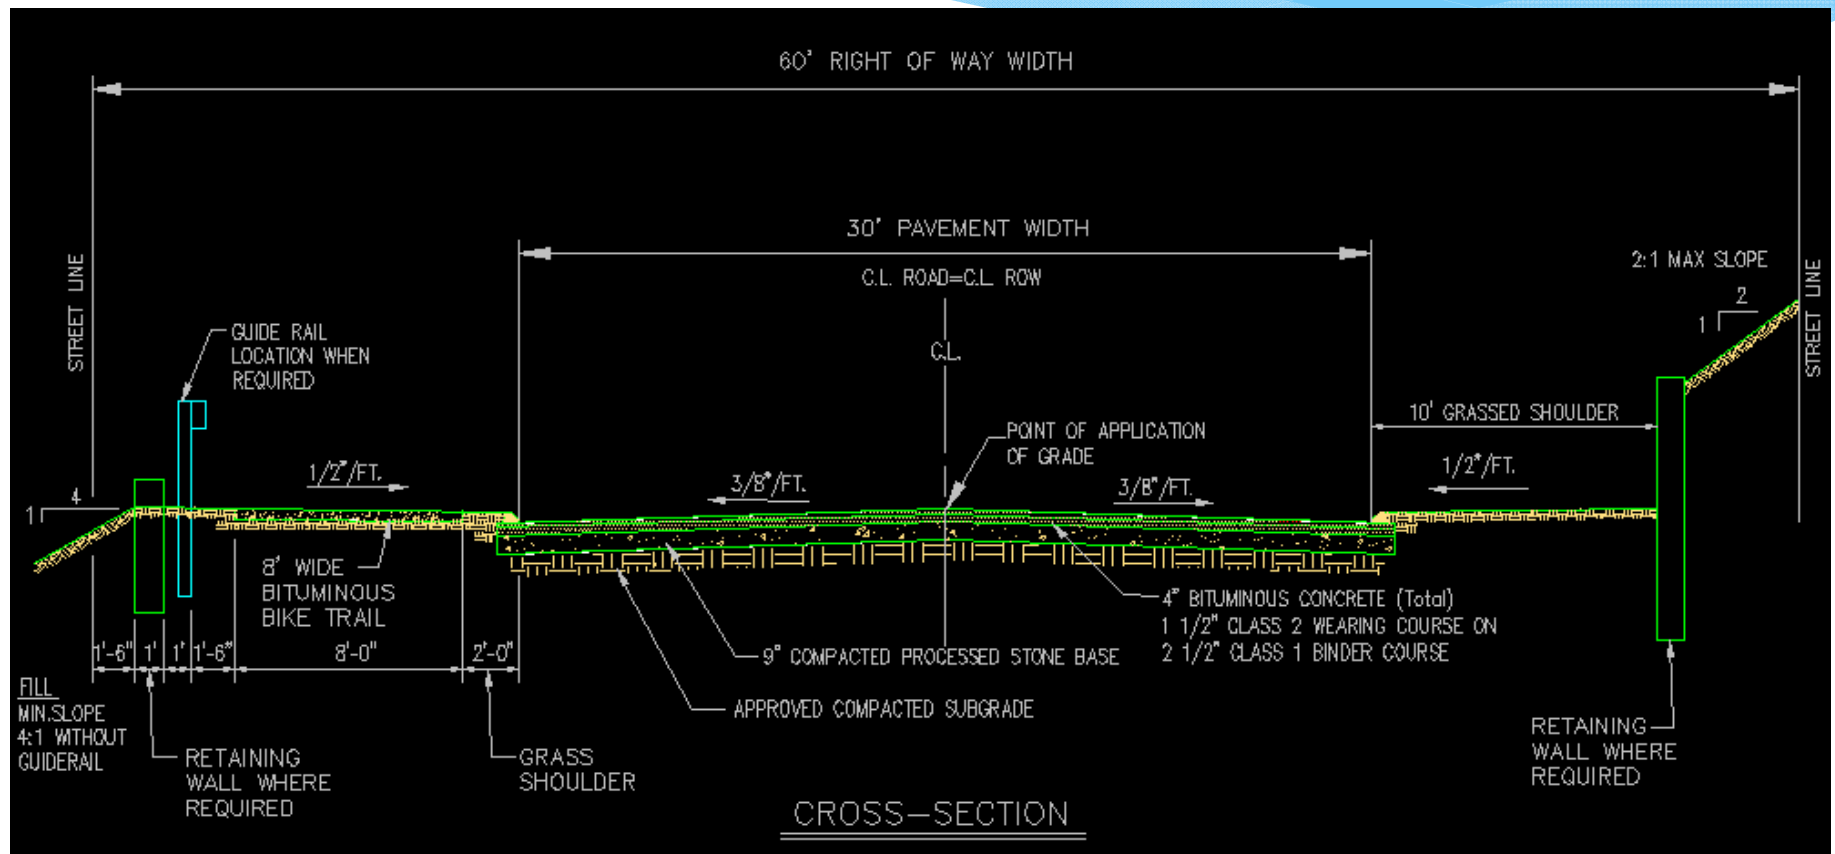 60' RIGHT OF WAY WIDTH
30' PAVEMENT WIDTH
C.L. ROAD=C.L. ROW
C.L.
STREET LINE
GUIDE RAIL
LOCATION WHEN
REQUIRED
2:1 MAX SLOPE
2
1
STREET LINE
10' GRASSED SHOULDER
POINT OF APPLICATION
OF GRADE
1/2"/FT.
3/8"/FT.
3/8"/FT.
1/2"/FT.
4
1
8' WIDE
BITUMINOUS
BIKE TRAIL
4" BITUMINOUS CONCRETE (Total)
1 1/2" CLASS 2 WEARING COURSE ON
2 1/2" CLASS 1 BINDER COURSE
1'-6" 1' 1' 1'-6" 8'-0" 2'-0"
9" COMPACTED PROCESSED STONE BASE
APPROVED COMPACTED SUBGRADE
FILL
MIN.SLOPE
4:1 WITHOUT
GUIDERAIL
RETAINING
WALL WHERE
REQUIRED
GRASS
SHOULDER
RETAINING
WALL WHERE
REQUIRED
CROSS-SECTION